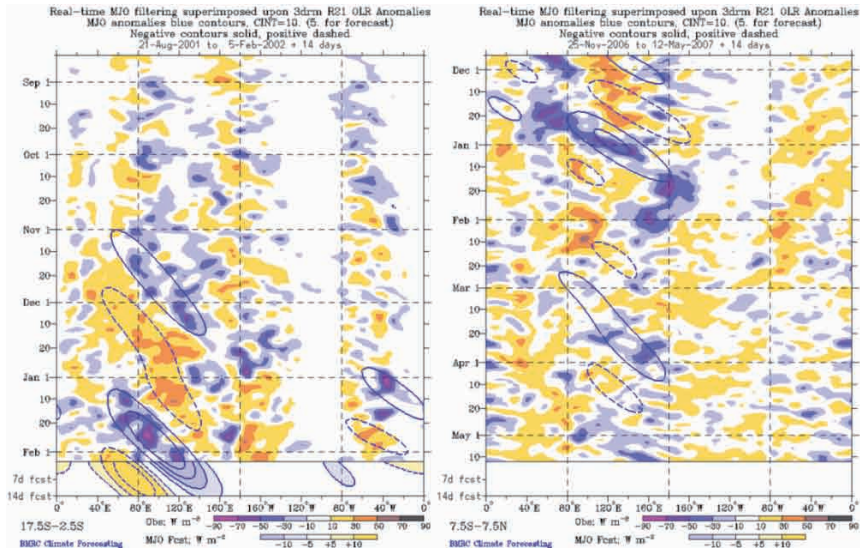 Real-time MJO filtering superimposed upon 3drm R21 OLR Anomalies
MJO anomalies blue contours, CINT=10. (5. for forecast)
Negative contours solid, positive dashed
21-Aug-2001 to 5-Feb-2002 + 14 days
Sep 1
10
20
Oct 1
10
20
Nov 1
10
20
Dec 1
10
20
Jan 1
10
20
Feb 1
7d fcst
14d fcst
0° 40°E 80°E 120°E 160°E 160°W 120°W 80°W 40°W 0°
17.5S-2.5S
Obs; W m⁻²
-90 -70 -50 -30 -10 10 30 50 70 90
MJO Fcst; W m⁻²
-10 -5 +5 +10
BMRC Climate Forecasting
Real-time MJO filtering superimposed upon 3drm R21 OLR Anomalies
MJO anomalies blue contours, CINT=10. (5. for forecast)
Negative contours solid, positive dashed
25-Nov-2006 to 12-May-2007 + 14 days
Dec 1
10
20
Jan 1
10
20
Feb 1
10
20
Mar 1
10
20
Apr 1
10
20
May 1
10
7d fcst
14d fcst
0° 40°E 80°E 120°E 160°E 160°W 120°W 80°W 40°W 0°
7.5S-7.5N
Obs; W m⁻²
-90 -70 -50 -30 -10 10 30 50 70 90
MJO Fcst; W m⁻²
-10 -5 +5 +10
BMRC Climate Forecasting